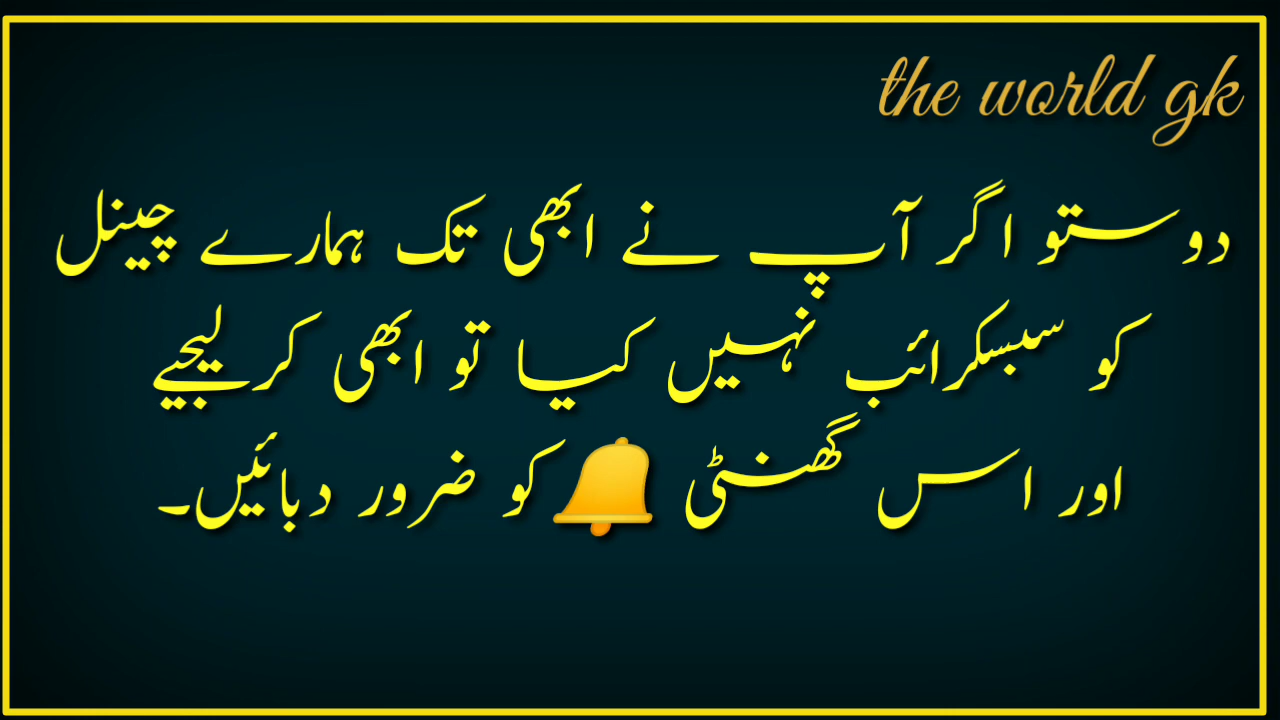 the world gk
دوستو اگر آپ نے ابھی تک ہمارے چینل
کو سبسکرائب نہیں کیا تو ابھی کرلیجیے
اور اس گھنٹی 🔔 کو ضرور دبائیں۔